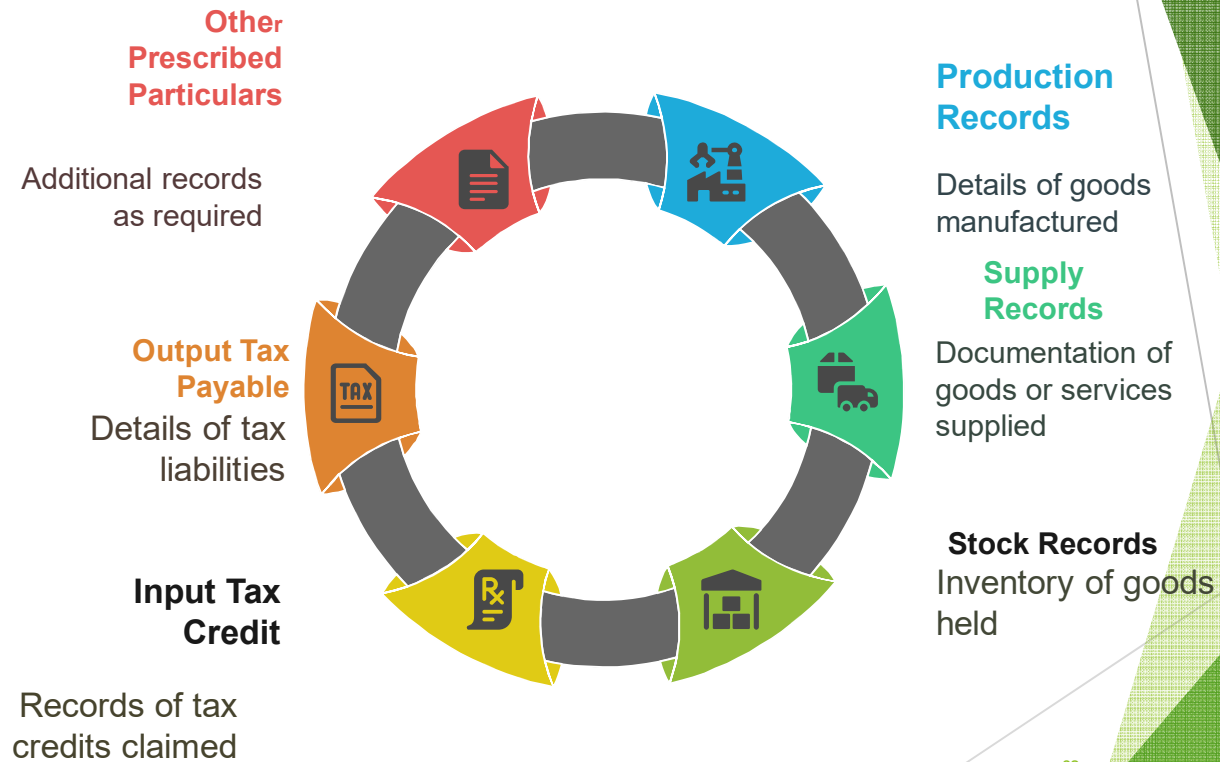 Other
Prescribed
Particulars
Additional records
as required
Production
Records
Details of goods
manufactured
Supply
Records
Documentation of
goods or services
supplied
Stock Records
Inventory of goods
held
Input Tax
Credit
Records of tax
credits claimed
Output Tax
Payable
Details of tax
liabilities
TAX
Rx